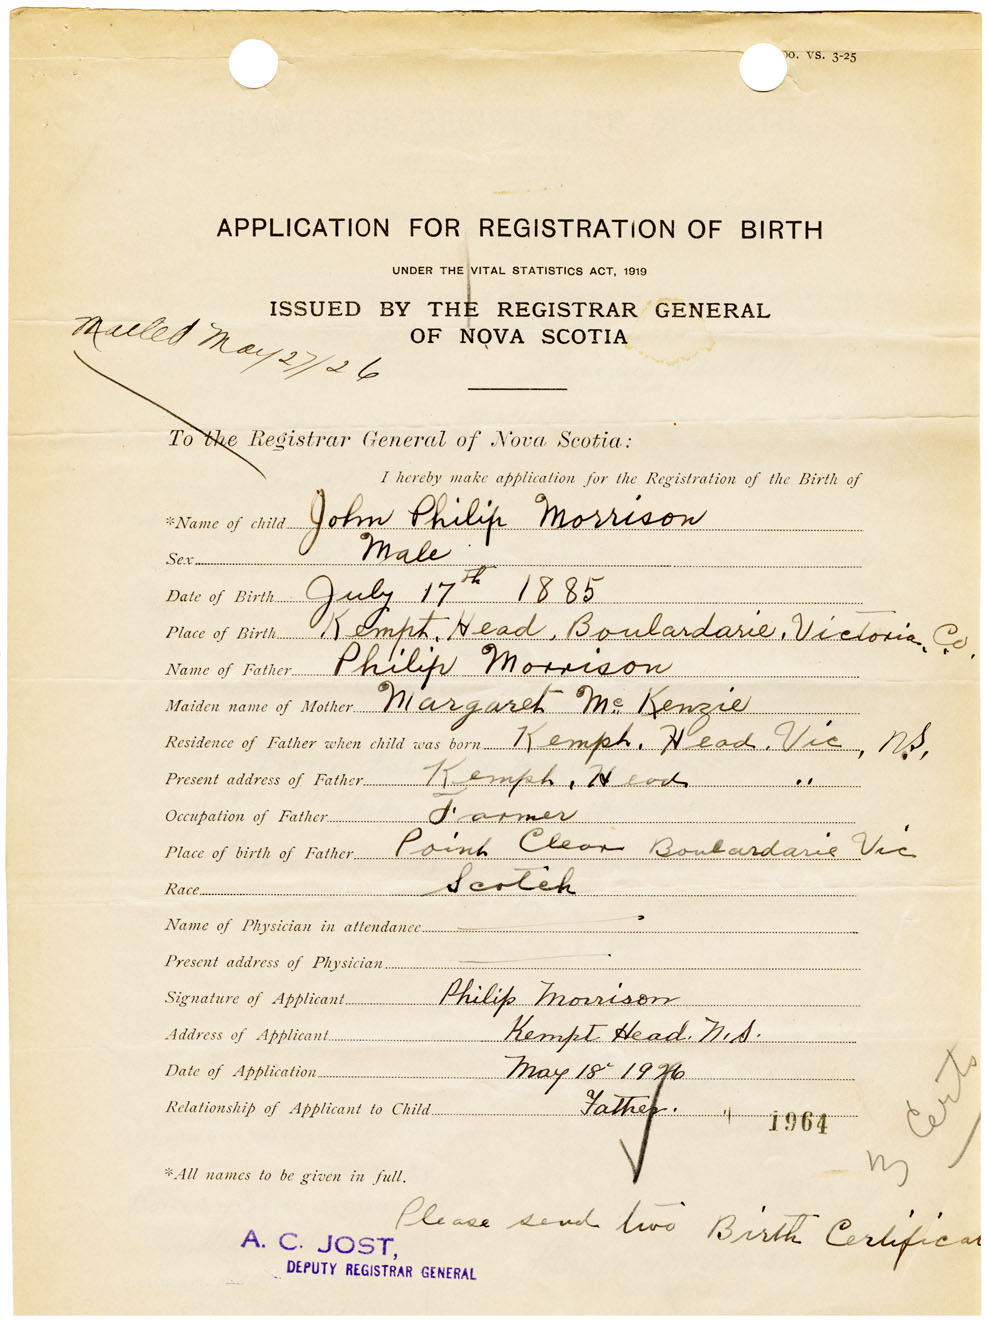 VS. 3-25
APPLICATION FOR REGISTRATION OF BIRTH
UNDER THE VITAL STATISTICS ACT, 1919
ISSUED BY THE REGISTRAR GENERAL
OF NOVA SCOTIA
Mailed May 27/26
To the Registrar General of Nova Scotia:
I hereby make application for the Registration of the Birth of
*Name of child John Philip Morrison
Sex Male
Date of Birth July 17th 1885
Place of Birth Kempt, Head, Boulardarie, Victoria, Co,
Name of Father Philip Morrison
Maiden name of Mother Margaret Mc Kenzie
Residence of Father when child was born Kempt, Head, Vic, N.S,
Present address of Father Kempt, Head "
Occupation of Father Farmer
Place of birth of Father Point Clear Boulardarie Vic
Race Scotch
Name of Physician in attendance
Present address of Physician
Signature of Applicant Philip Morrison
Address of Applicant Kempt Head. N.S.
Date of Application May 18 1926
Relationship of Applicant to Child Father.
1964
Certs
*All names to be given in full.
Please send two Birth Certificat
A. C. JOST,
DEPUTY REGISTRAR GENERAL